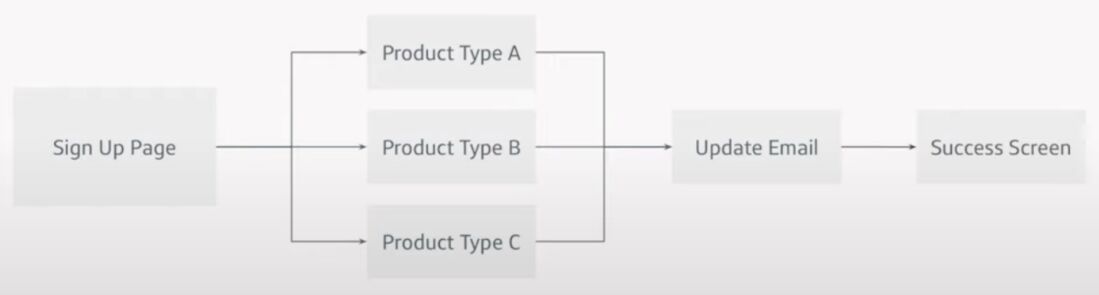 Sign Up Page
Product Type A
Product Type B
Product Type C
Update Email
Success Screen